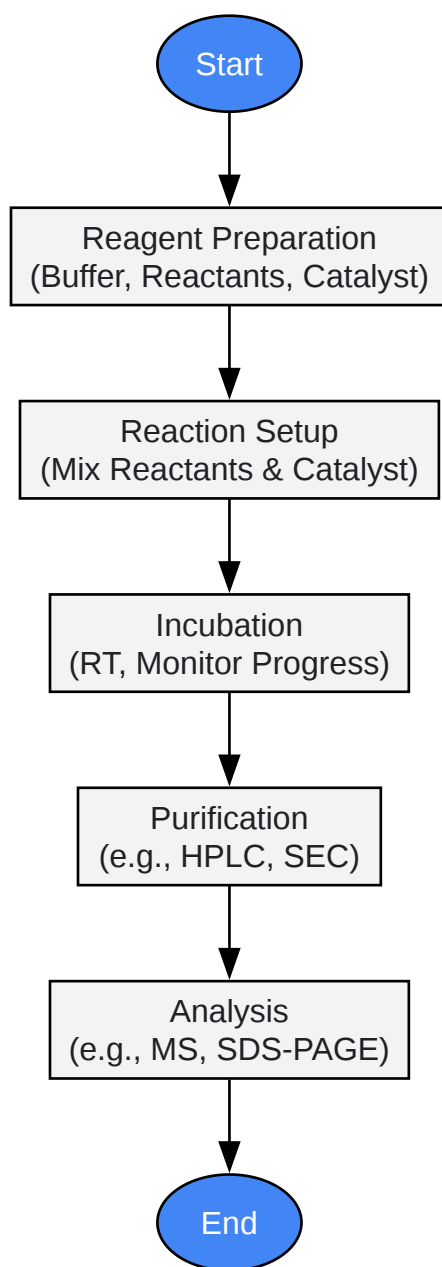 Start
Reagent Preparation
(Buffer, Reactants, Catalyst)
Reaction Setup
(Mix Reactants & Catalyst)
Incubation
(RT, Monitor Progress)
Purification
(e.g., HPLC, SEC)
Analysis
(e.g., MS, SDS-PAGE)
End